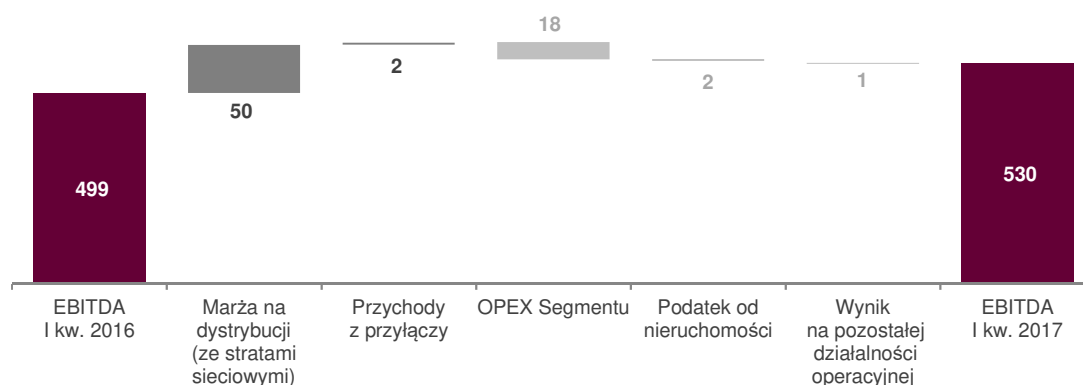 18
2
50
2
1
499
530
EBITDA
I kw. 2016
Marża na
dystrybucji
(ze stratami
sieciowymi)
Przychody
z przyłączy
OPEX Segmentu
Podatek od
nieruchomości
Wynik
na pozostałej
działalności
operacyjnej
EBITDA
I kw. 2017